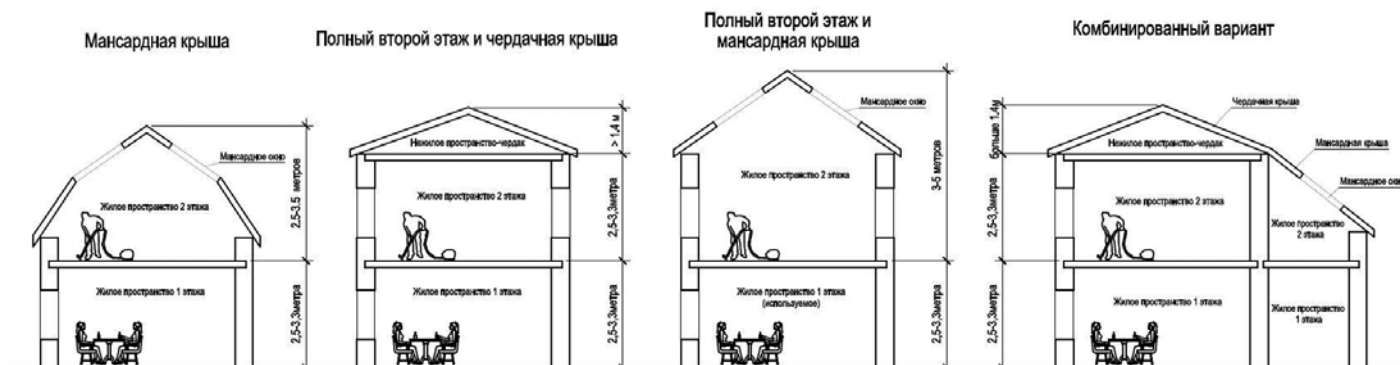 Мансардная крыша
Мансардное окно
Жилое пространство 2 этажа
Жилое пространство 1 этажа
2,5-3.5 метров
2,5-3,3метра
Полный второй этаж и чердачная крыша
Нежилое пространство-чердак
Жилое пространство 2 этажа
Жилое пространство 1 этажа
> 1,4 м
2,5-3,3метра
2,5-3,3метра
Полный второй этаж и
мансардная крыша
Мансардное окно
Жилое пространство 2 этажа
Жилое пространство 1 этажа
(используемое)
3-5 метров
2,5-3,3метра
Комбинированный вариант
больше 1,4м
2,5-3,3метра
2,5-3,3метра
Чердачная крыша
Нежилое пространство-чердак
Мансардная крыша
Мансардное окно
Жилое пространство 2 этажа
Жилое пространство
2 этажа
Жилое пространство 1 этажа
Жилое пространство
1 этажа